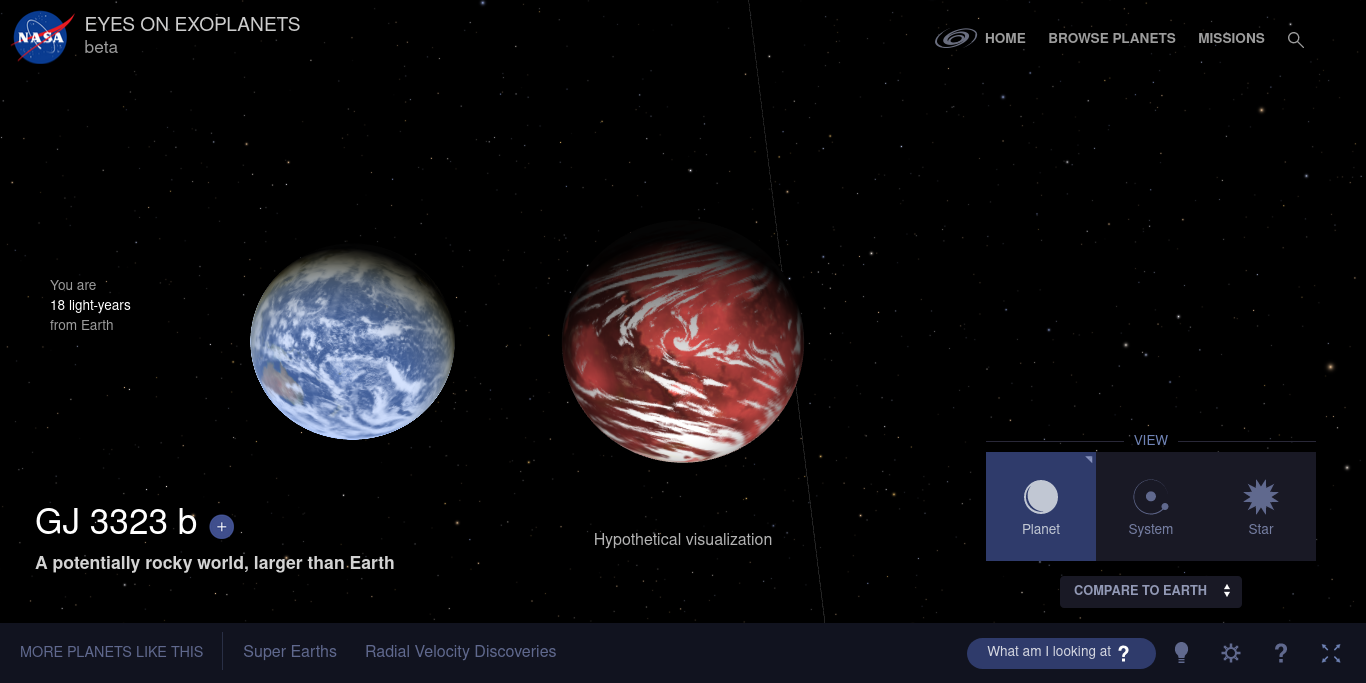 NASA
EYES ON EXOPLANETS
beta
HOME
BROWSE PLANETS
MISSIONS
You are
18 light-years
from Earth
VIEW
Planet
System
Star
GJ 3323 b +
A potentially rocky world, larger than Earth
Hypothetical visualization
COMPARE TO EARTH
MORE PLANETS LIKE THIS
Super Earths
Radial Velocity Discoveries
What am I looking at ?
?